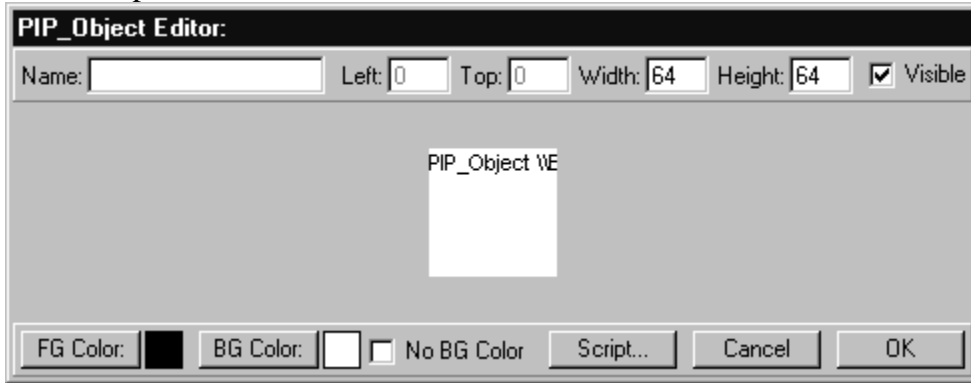 PIP_Object Editor:
Name: Left: 0 Top: 0 Width: 64 Height: 64 Visible
PIP_Object \\E
FG Color: BG Color: No BG Color Script... Cancel OK